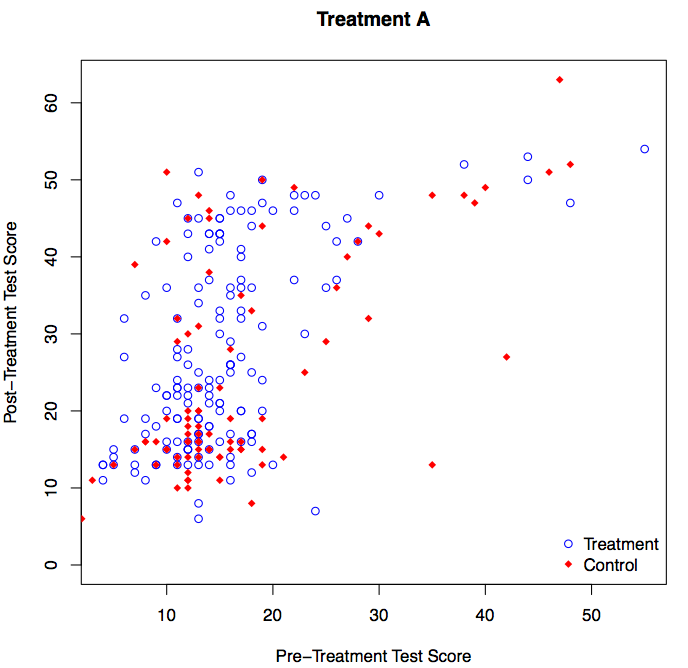 Treatment A
Post−Treatment Test Score
60
50
40
30
20
10
0
10 20 30 40 50
Pre−Treatment Test Score
Treatment
Control